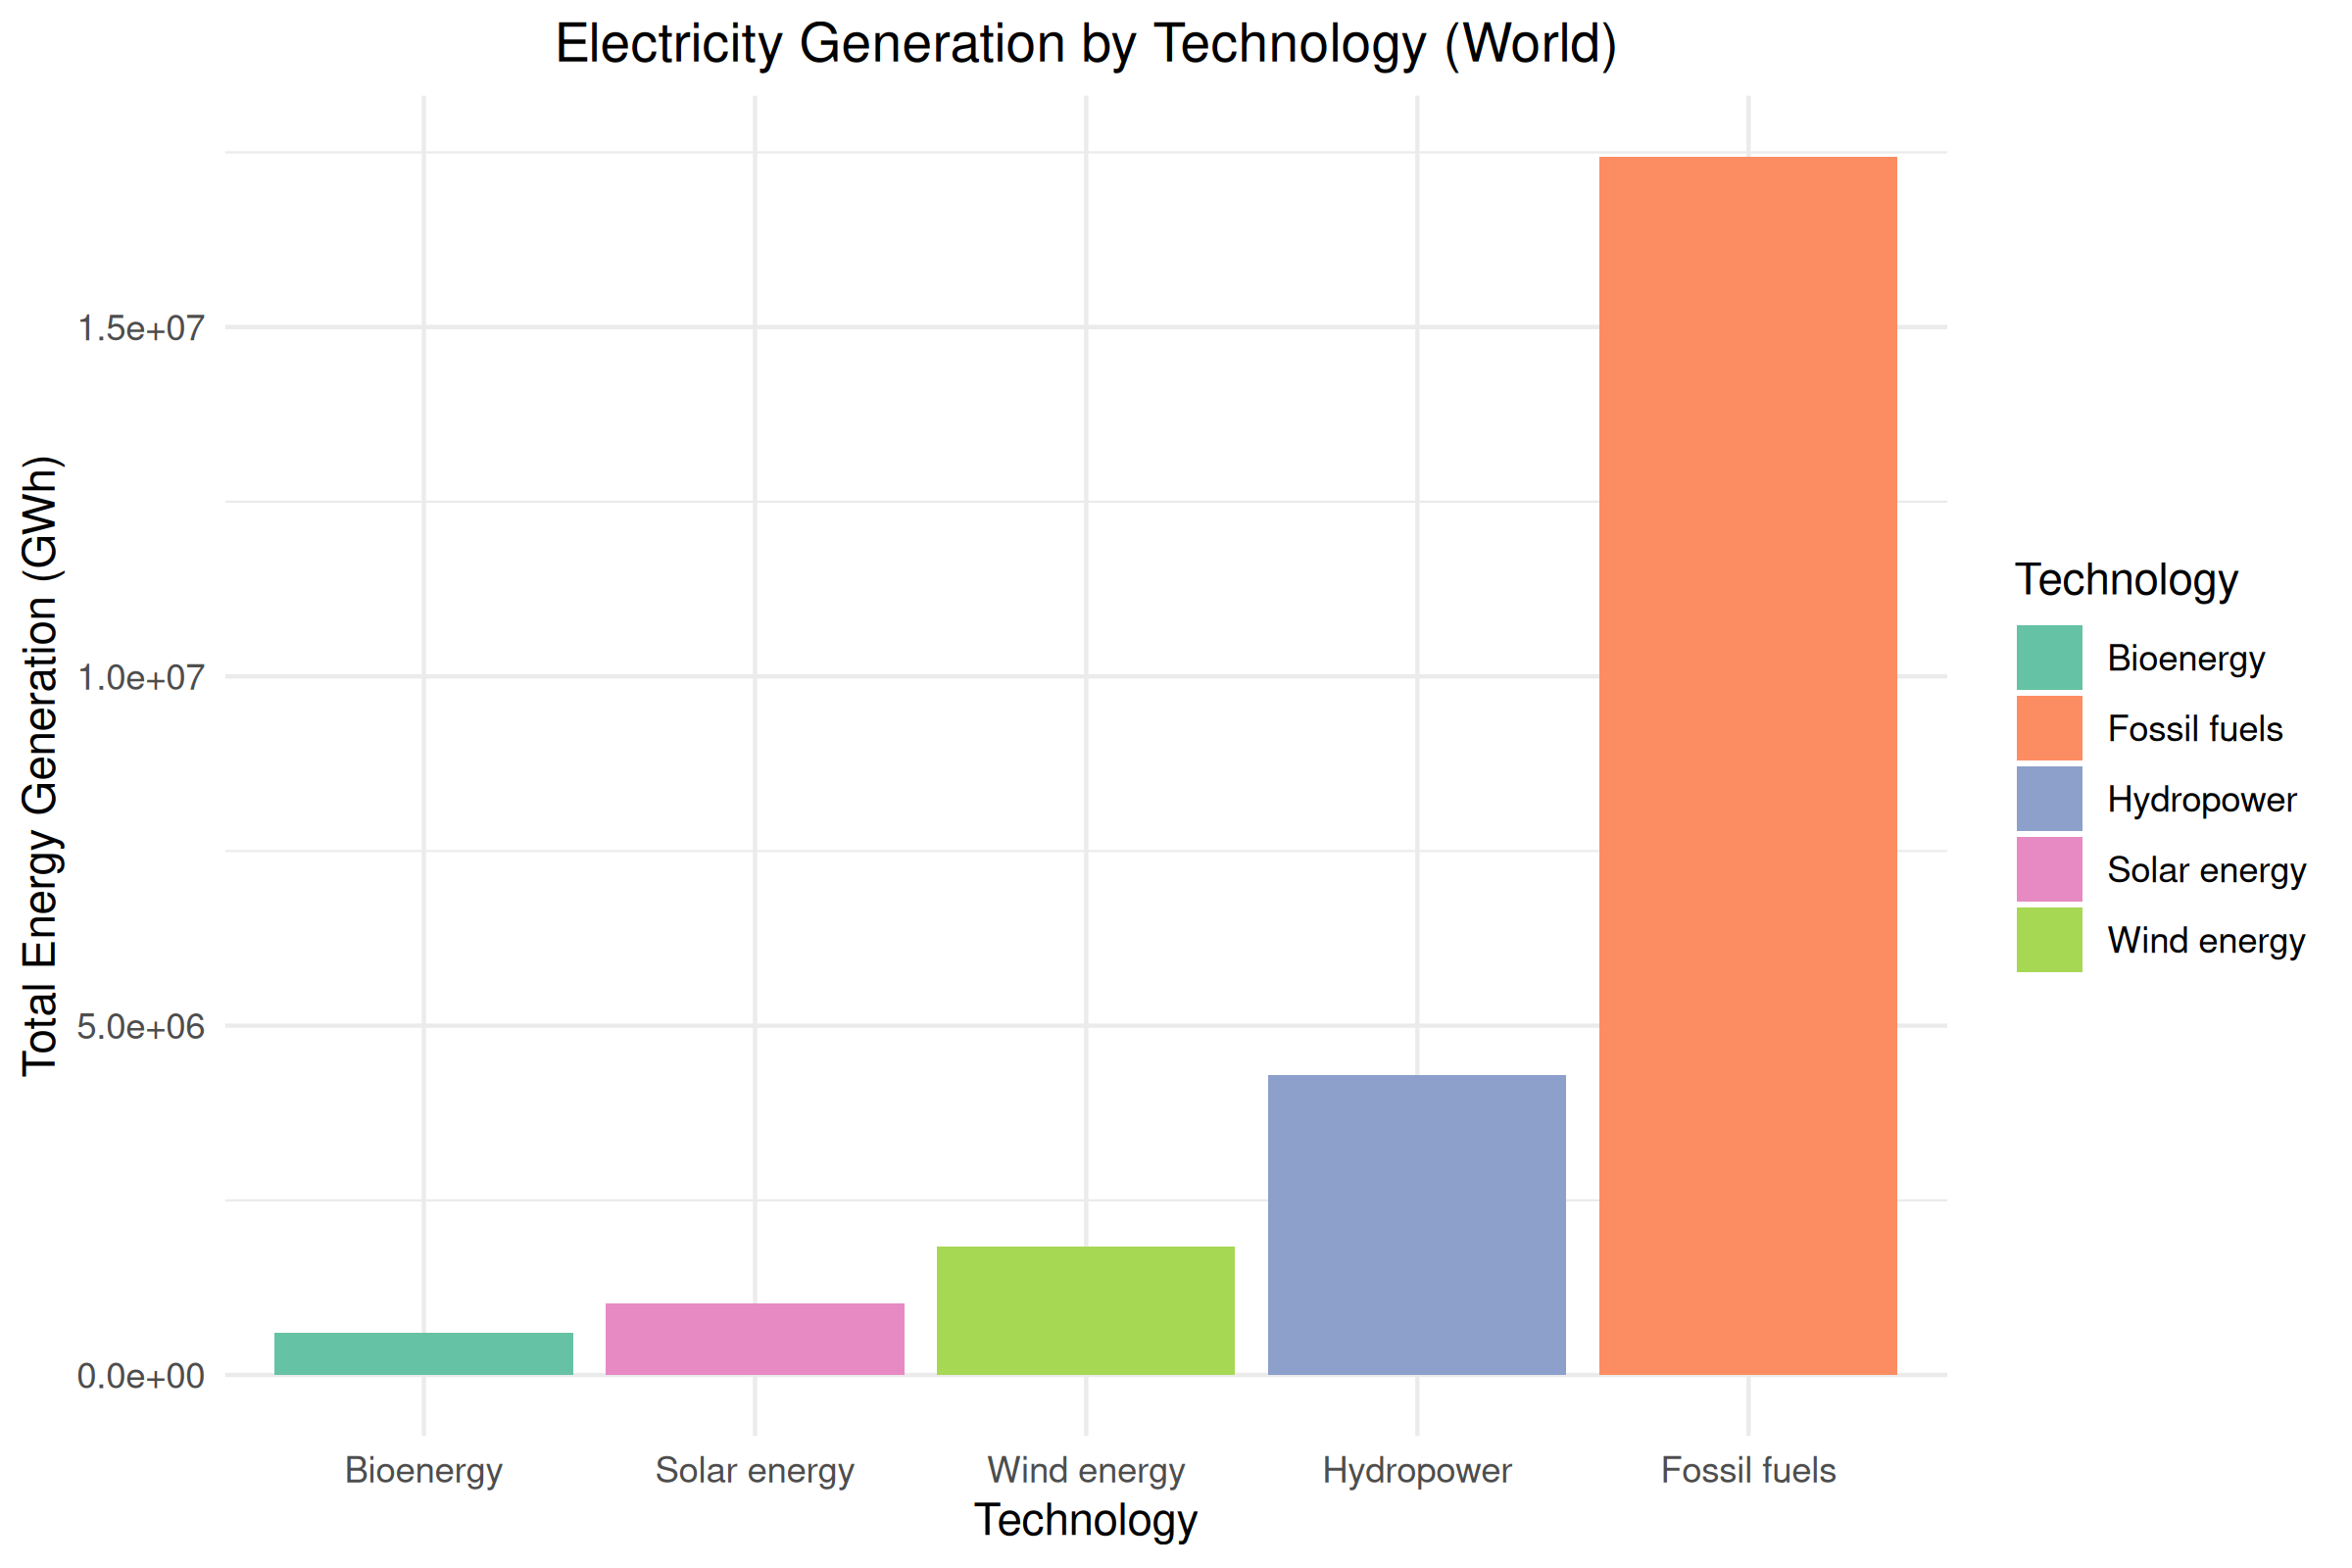 Electricity Generation by Technology (World)
Total Energy Generation (GWh)
1.5e+07
1.0e+07
5.0e+06
0.0e+00
Bioenergy
Solar energy
Wind energy
Hydropower
Fossil fuels
Technology
Technology
Bioenergy
Fossil fuels
Hydropower
Solar energy
Wind energy